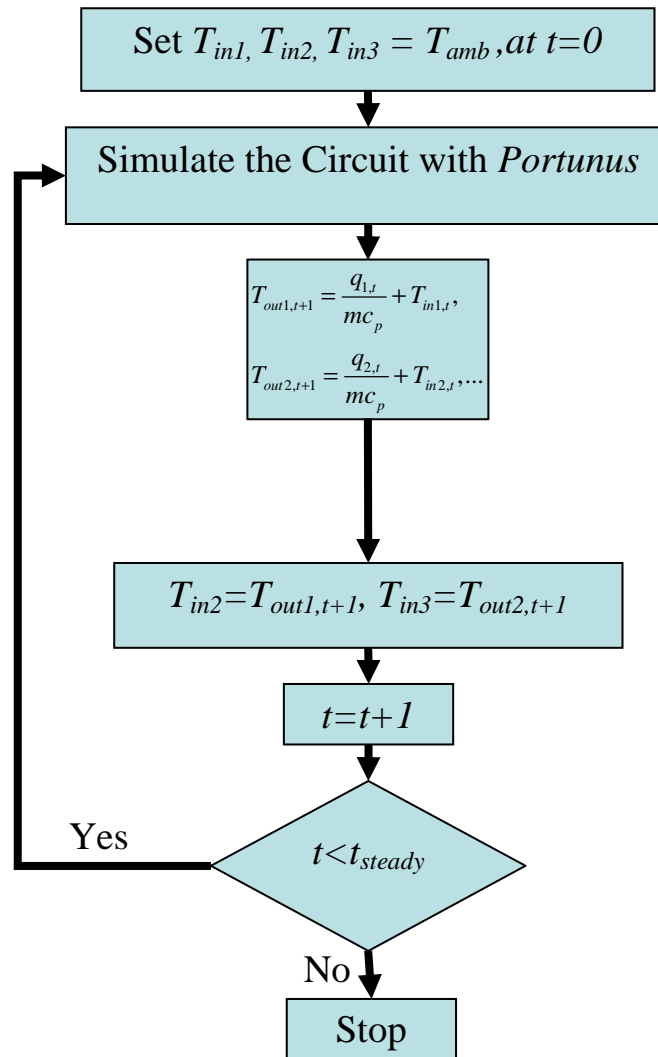 Set T_in1, T_in2, T_in3 = T_amb ,at t=0
Simulate the Circuit with Portunus
T_out1,t+1 = q_1,t / mc_p + T_in1,t,
T_out2,t+1 = q_2,t / mc_p + T_in2,t,...
T_in2=T_out1,t+1, T_in3=T_out2,t+1
t=t+1
Yes
t<t_steady
No
Stop